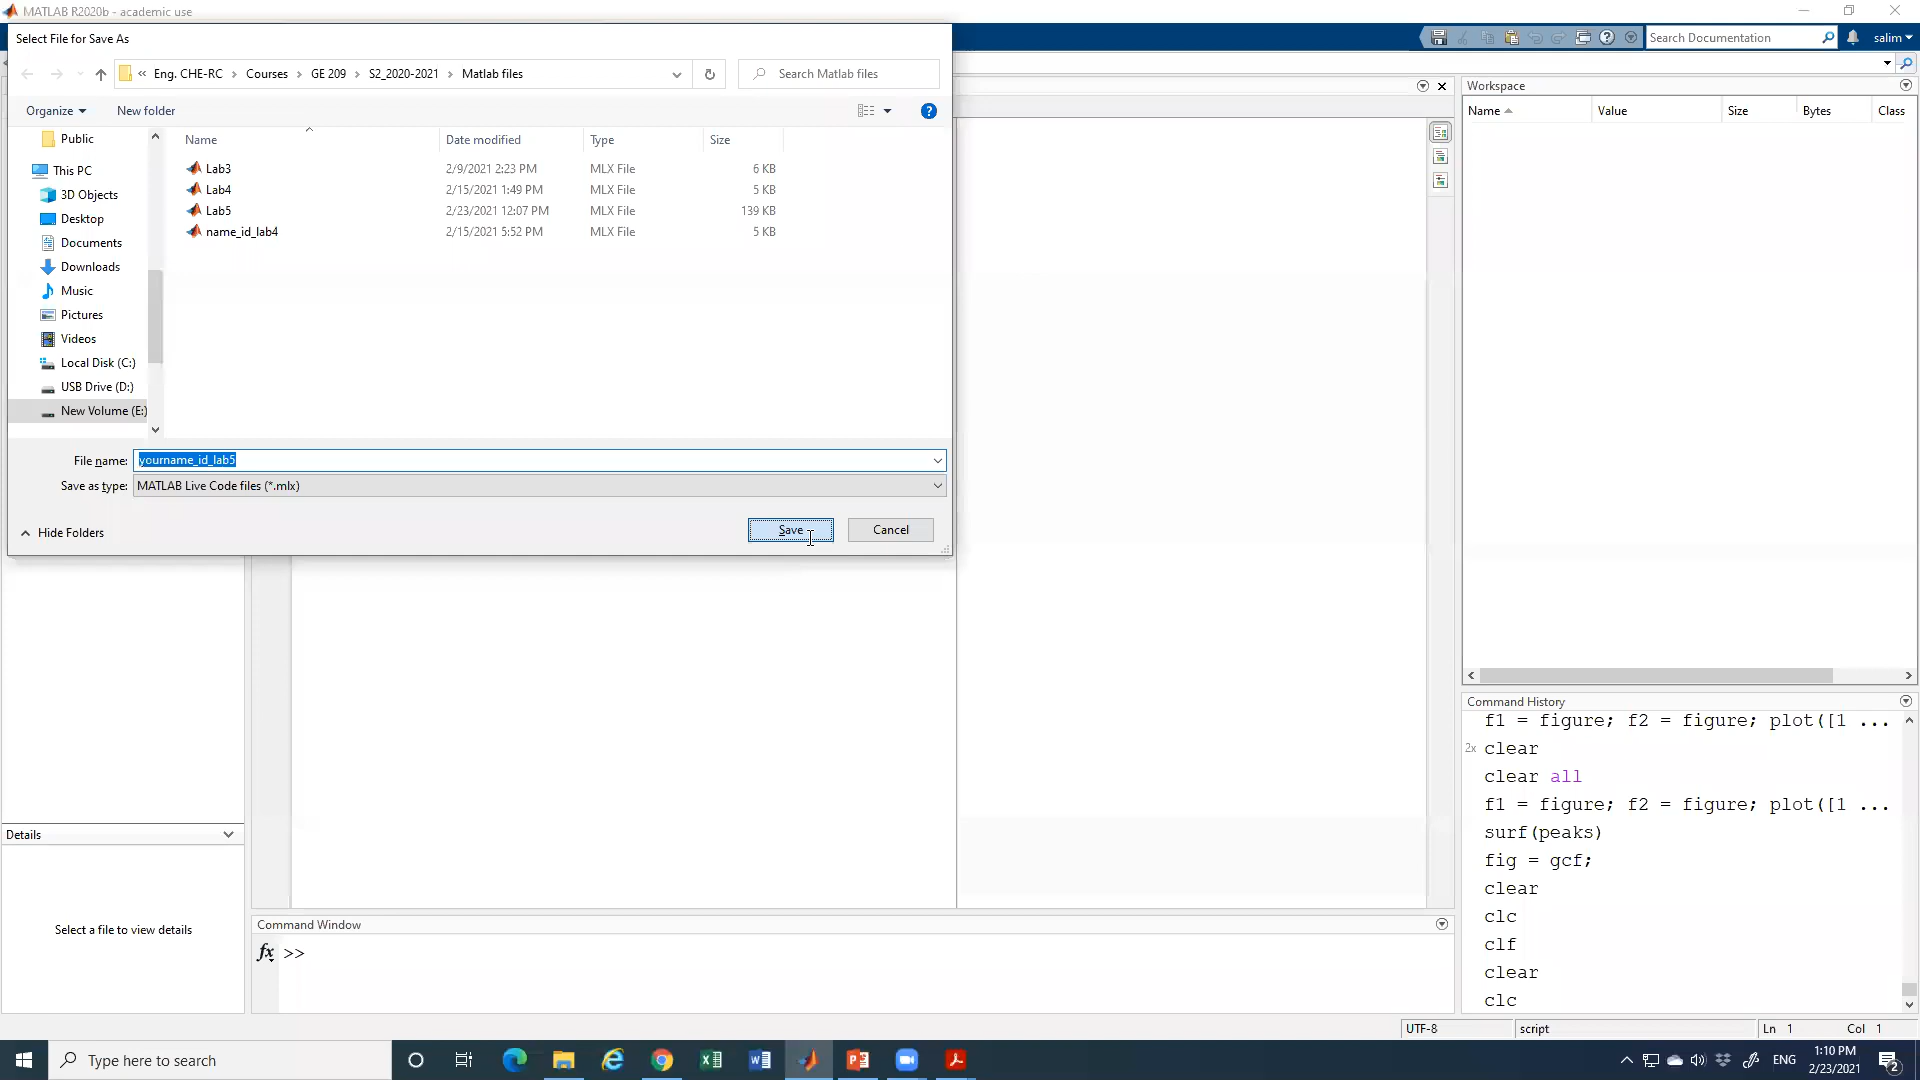 MATLAB R2020b - academic use
Select File for Save As
Search Documentation
salim
« Eng. CHE-RC › Courses › GE 209 › S2_2020-2021 › Matlab files
Search Matlab files
Organize
New folder
Public
This PC
3D Objects
Desktop
Documents
Downloads
Music
Pictures
Videos
Local Disk (C:)
USB Drive (D:)
New Volume (E:)
Name Date modified Type Size
Lab3 2/9/2021 2:23 PM MLX File 6 KB
Lab4 2/15/2021 1:49 PM MLX File 5 KB
Lab5 2/23/2021 12:07 PM MLX File 139 KB
name_id_lab4 2/15/2021 5:52 PM MLX File 5 KB
File name: yourname_id_lab5
Save as type: MATLAB Live Code files (*.mlx)
Hide Folders
Save
Cancel
Workspace
Name Value Size Bytes Class
Details
Select a file to view details
Command Window
fx >>
Command History
f1 = figure; f2 = figure; plot([1 ...
2x clear
clear all
f1 = figure; f2 = figure; plot([1 ...
surf(peaks)
fig = gcf;
clear
clc
clf
clear
clc
UTF-8 script Ln 1 Col 1
Type here to search
ENG
1:10 PM
2/23/2021
2